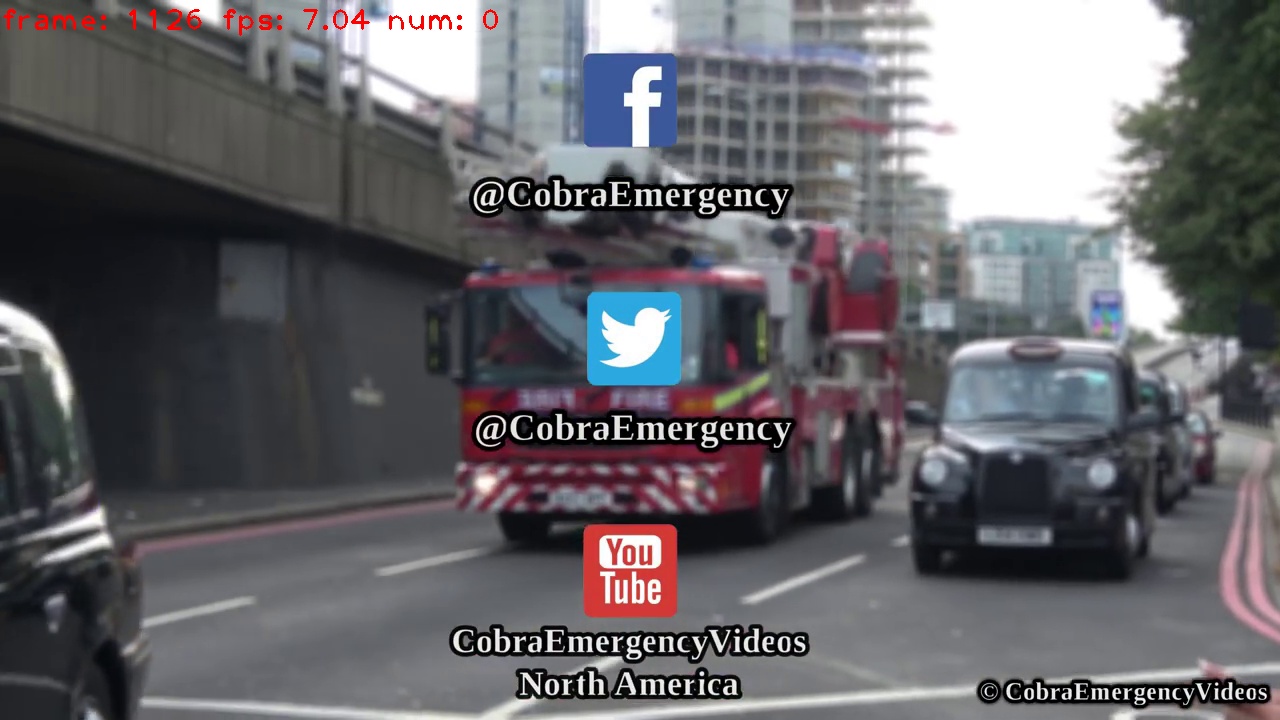 frame: 1126 fps: 7.04 num: 0
f
@CobraEmergency
@CobraEmergency
You
Tube
CobraEmergencyVideos
North America
© CobraEmergencyVideos
FIRE